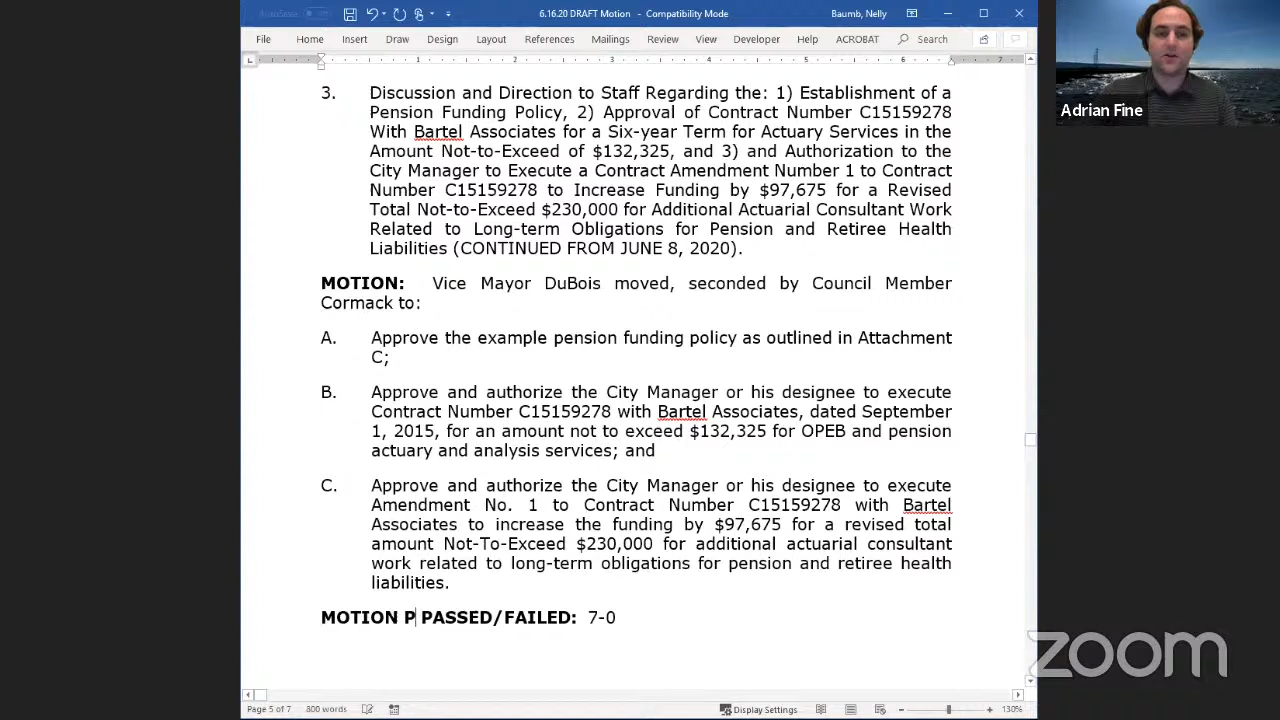 AutoSave Off
6.16.20 DRAFT Motion - Compatibility Mode
Baumb, Nelly
File Home Insert Draw Design Layout References Mailings Review View Developer Help ACROBAT Search
1 2 3 4 5 6 7
3. Discussion and Direction to Staff Regarding the: 1) Establishment of a
Pension Funding Policy, 2) Approval of Contract Number C15159278
With Bartel Associates for a Six-year Term for Actuary Services in the
Amount Not-to-Exceed of $132,325, and 3) and Authorization to the
City Manager to Execute a Contract Amendment Number 1 to Contract
Number C15159278 to Increase Funding by $97,675 for a Revised
Total Not-to-Exceed $230,000 for Additional Actuarial Consultant Work
Related to Long-term Obligations for Pension and Retiree Health
Liabilities (CONTINUED FROM JUNE 8, 2020).
MOTION: Vice Mayor DuBois moved, seconded by Council Member
Cormack to:
A. Approve the example pension funding policy as outlined in Attachment
C;
B. Approve and authorize the City Manager or his designee to execute
Contract Number C15159278 with Bartel Associates, dated September
1, 2015, for an amount not to exceed $132,325 for OPEB and pension
actuary and analysis services; and
C. Approve and authorize the City Manager or his designee to execute
Amendment No. 1 to Contract Number C15159278 with Bartel
Associates to increase the funding by $97,675 for a revised total
amount Not-To-Exceed $230,000 for additional actuarial consultant
work related to long-term obligations for pension and retiree health
liabilities.
MOTION P PASSED/FAILED: 7-0
Page 5 of 7 800 words Display Settings 130%
Adrian Fine
zoom